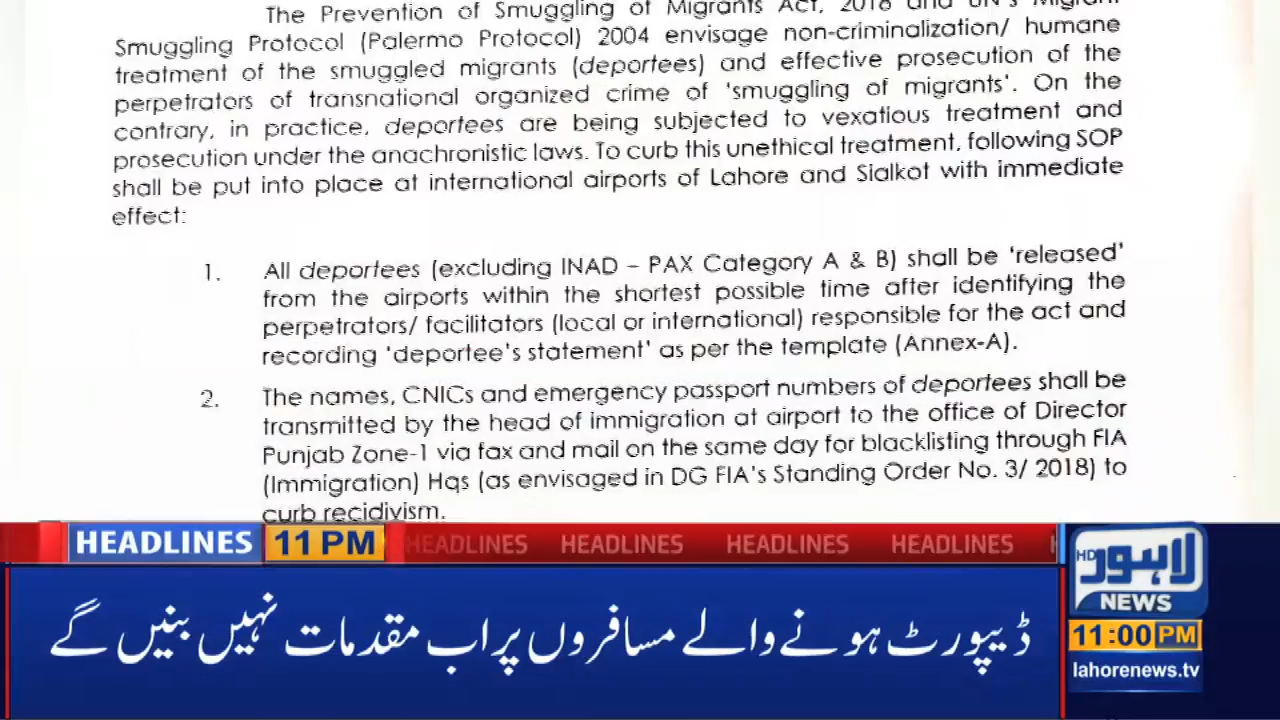 The Prevention of Smuggling of Migrants Act, 2018 and UN's Migrant
Smuggling Protocol (Palermo Protocol) 2004 envisage non-criminalization/ humane
treatment of the smuggled migrants (deportees) and effective prosecution of the
perpetrators of transnational organized crime of 'smuggling of migrants'. On the
contrary, in practice, deportees are being subjected to vexatious treatment and
prosecution under the anachronistic laws. To curb this unethical treatment, following SOP
shall be put into place at international airports of Lahore and Sialkot with immediate
effect:
1. All deportees (excluding INAD – PAX Category A & B) shall be 'released'
from the airports within the shortest possible time after identifying the
perpetrators/ facilitators (local or international) responsible for the act and
recording 'deportee's statement' as per the template (Annex-A).
2. The names, CNICs and emergency passport numbers of deportees shall be
transmitted by the head of immigration at airport to the office of Director
Punjab Zone-1 via fax and mail on the same day for blacklisting through FIA
(Immigration) Hqs (as envisaged in DG FIA's Standing Order No. 3/ 2018) to
curb recidivism.
HEADLINES 11 PM HEADLINES HEADLINES HEADLINES HEADLINES
ڈیپورٹ ہونے والے مسافروں پر اب مقدمات نہیں بنیں گے
HD لاہور
NEWS
11:00 PM
lahorenews.tv